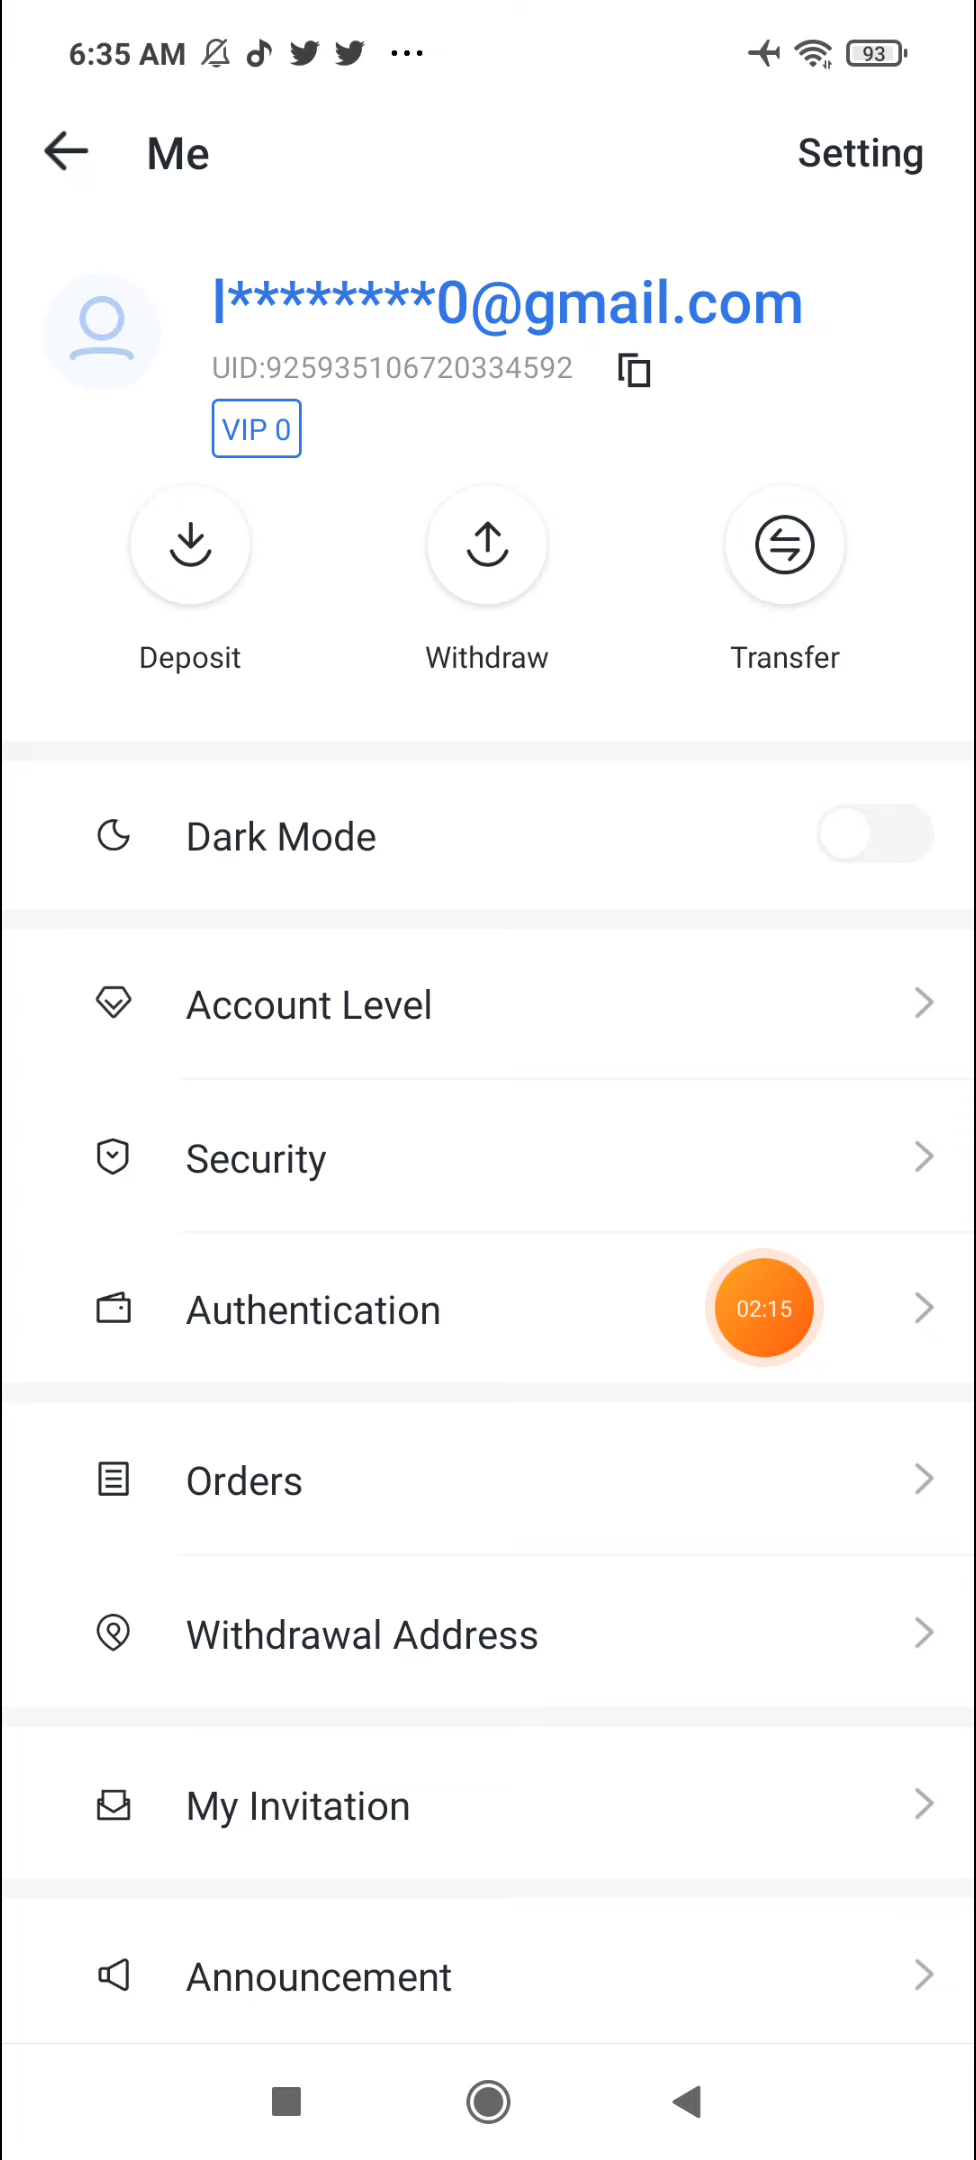 6:35 AM
93
Me
Setting
l********0@gmail.com
UID:925935106720334592
VIP 0
Deposit
Withdraw
Transfer
Dark Mode
Account Level
Security
Authentication
02:15
Orders
Withdrawal Address
My Invitation
Announcement